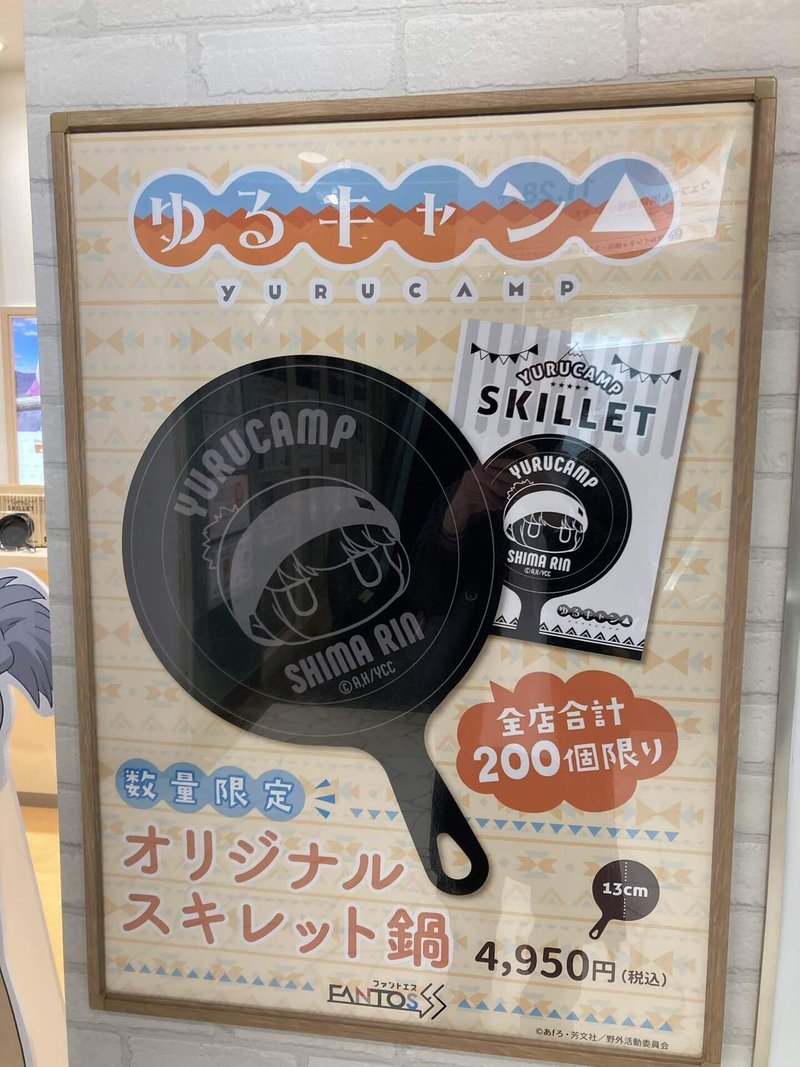 ゆるキャン△
YURUCAMP
YURUCAMP
SHIMA RIN
©A,H/YCC
YURUCAMP
SKILLET
YURUCAMP
SHIMA RIN
©A,H/YCC
ゆるキャン△
全店合計
200個限り
数量限定
オリジナル
スキレット鍋
13cm
4,950円(税込)
ファントエス
FANTOS
©あfろ・芳文社/野外活動委員会
SKILLET